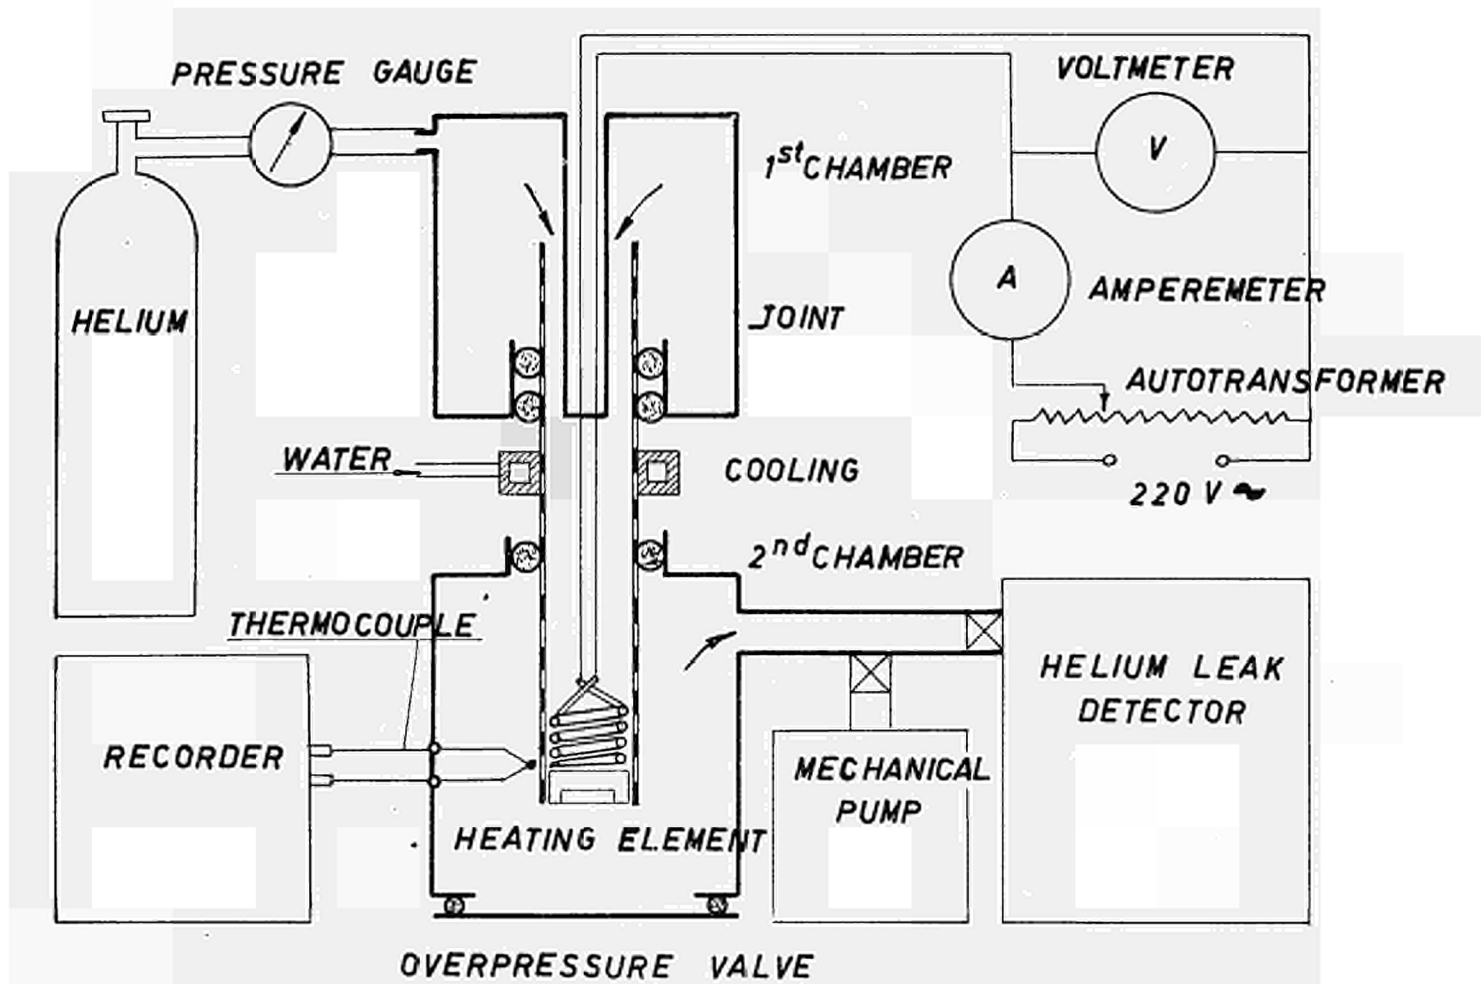 PRESSURE GAUGE
VOLTMETER
V
1st CHAMBER
A
AMPEREMETER
HELIUM
JOINT
AUTOTRANSFORMER
WATER
COOLING
220 V ~
2nd CHAMBER
THERMOCOUPLE
HELIUM LEAK
DETECTOR
RECORDER
MECHANICAL
PUMP
HEATING ELEMENT
OVERPRESSURE VALVE